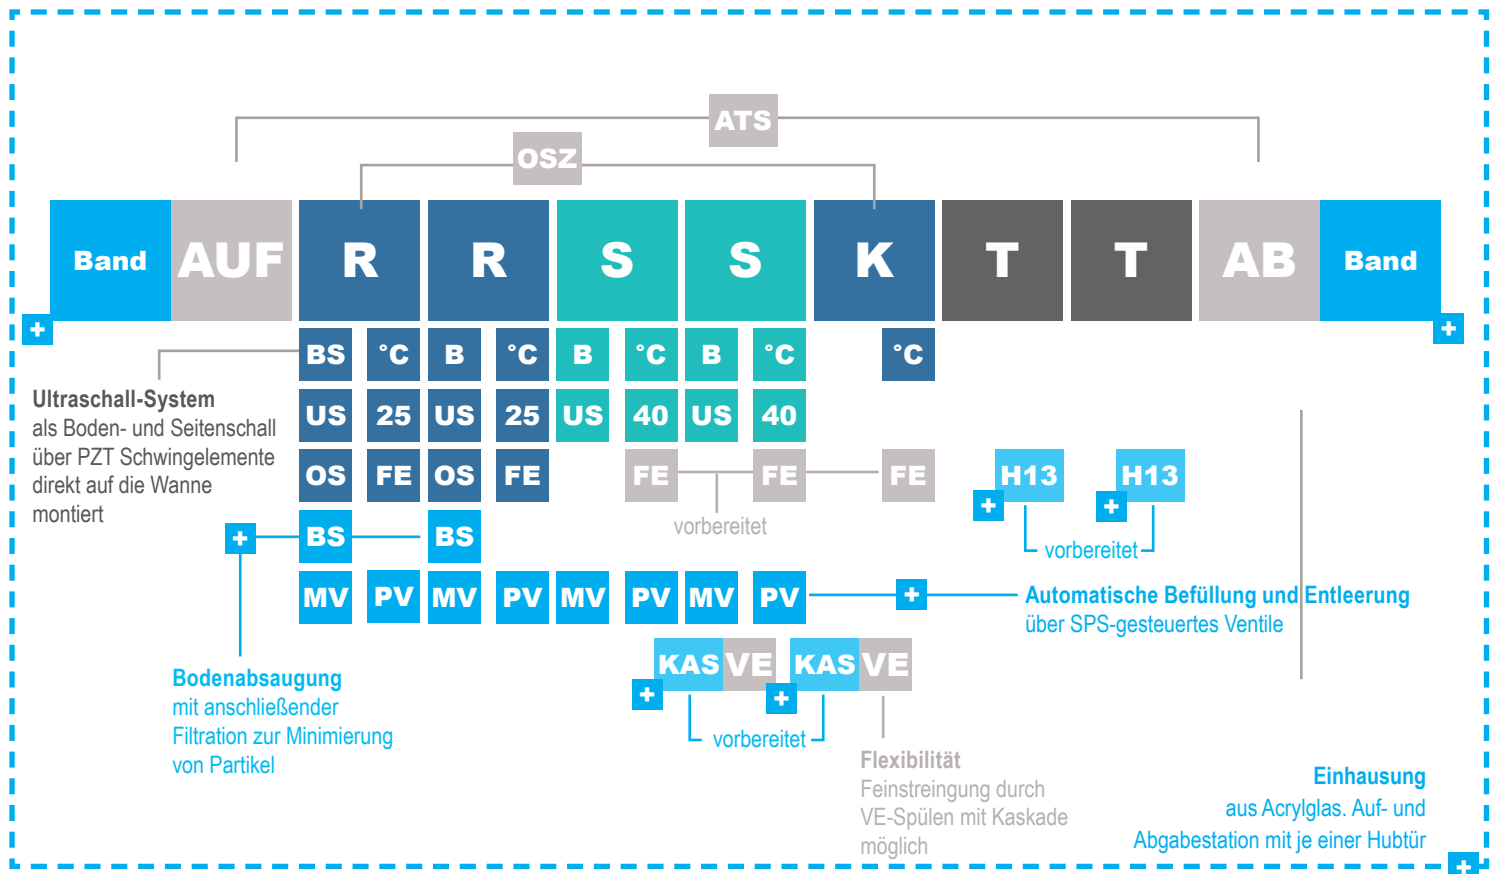 ATS
OSZ
Band AUF R R S S K T T AB Band
+ +
BS °C B °C B °C B °C °C
Ultraschall-System
als Boden- und Seitenschall
über PZT Schwingelemente
direkt auf die Wanne
montiert
US 25 US 25 US 40 US 40
OS FE OS FE FE FE FE H13 H13
+ +
vorbereitet
vorbereitet
+ BS BS
MV PV MV PV MV PV MV PV +
Automatische Befüllung und Entleerung
über SPS-gesteuertes Ventile
KAS VE KAS VE
+ +
vorbereitet
Bodenabsaugung
mit anschließender
Filtration zur Minimierung
von Partikel
Flexibilität
Feinstreingung durch
VE-Spülen mit Kaskade
möglich
Einhausung
aus Acrylglas. Auf- und
Abgabestation mit je einer Hubtür
+